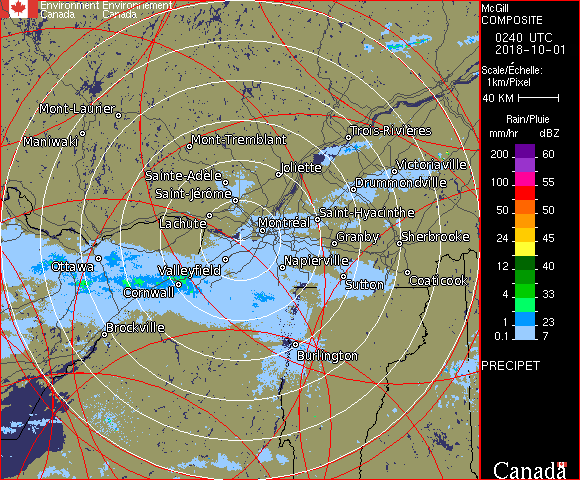 Environment Environnement
Canada Canada
McGill
COMPOSITE
0240 UTC
2018-10-01
Scale/Échelle:
1km/Pixel
40 KM
Rain/Pluie
mm/hr dBZ
200 60
100 55
50 50
24 45
12 40
4 33
1 23
0.1 7
PRECIPET
Mont-Laurier
Maniwaki
Mont-Tremblant
Trois-Rivières
Sainte-Adèle
Joliette
Victoriaville
Drummondville
Saint-Jérôme
Lachute
Montréal
Saint-Hyacinthe
Granby
Sherbrooke
Ottawa
Valleyfield
Napierville
Cornwall
Sutton
Coaticook
Brockville
Burlington
Canada